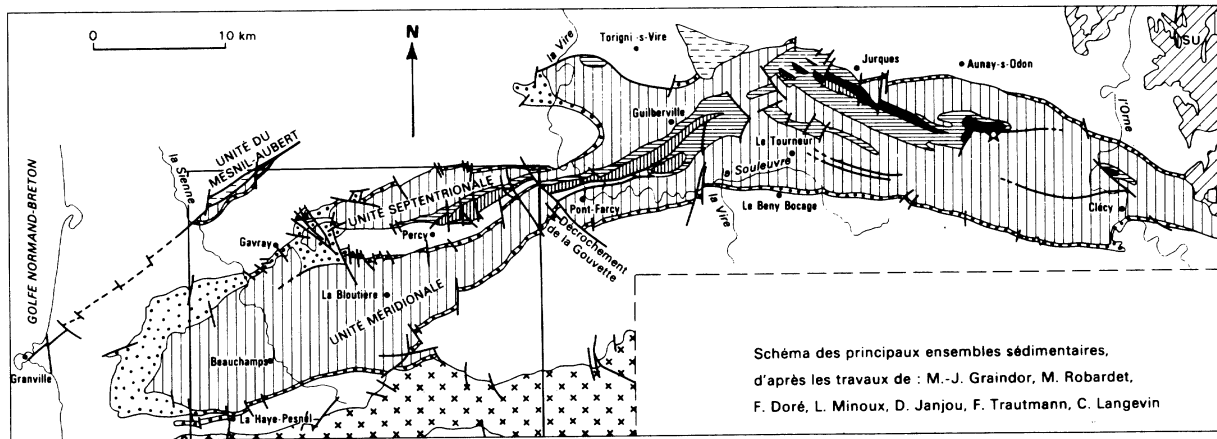 0
10 km
N
la Vire
Torigni-s-Vire
Jurques
Aunay-s-Odon
SU
l'Orne
Guilberville
Le Tourneur
Souleuvre
la Vire
Le Beny Bocage
Clécy
Pont-Farcy
Décrochement
de la Gouvette
UNITÉ DU
MESNIL-AUBERT
la Sienne
UNITÉ SEPTENTRIONALE
Percy
Gavray
La Bloutière
UNITÉ MÉRIDIONALE
Beauchamps
La Haye-Pesnel
GOLFE NORMAND-BRETON
Granville
Schéma des principaux ensembles sédimentaires,
d'après les travaux de : M.-J. Graindor, M. Robardet,
F. Doré, L. Minoux, D. Janjou, F. Trautmann, C. Langevin